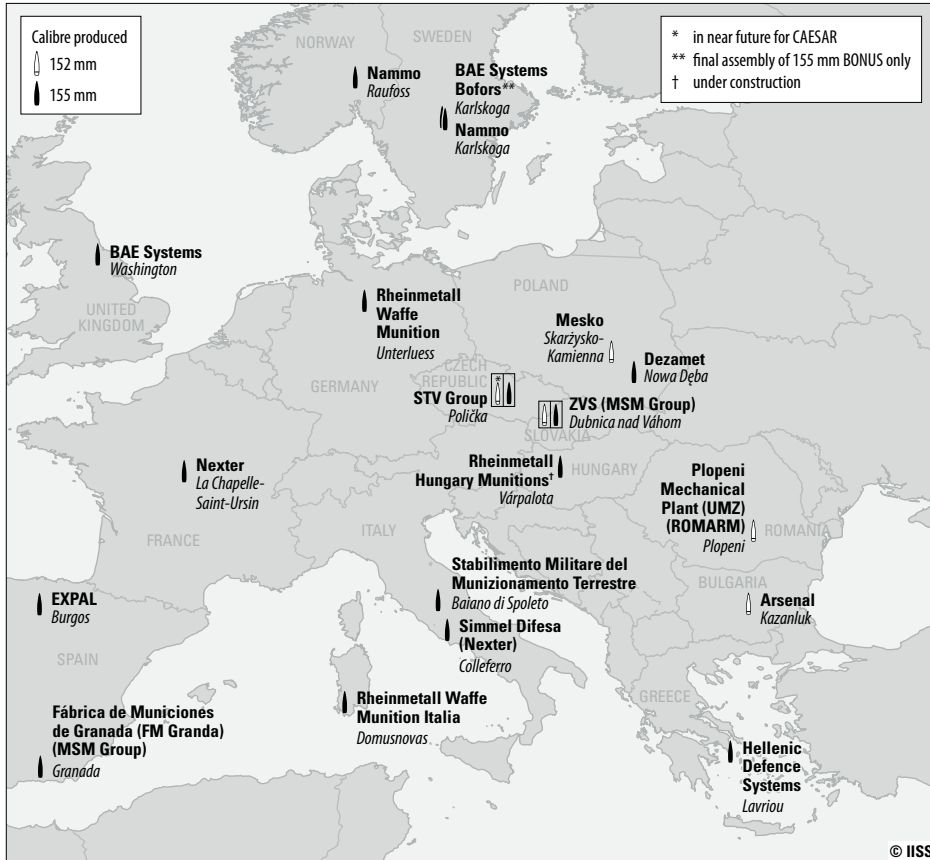 Calibre produced
152 mm
155 mm
* in near future for CAESAR
** final assembly of 155 mm BONUS only
† under construction
NORWAY
SWEDEN
Nammo
Raufoss
BAE Systems
Bofors**
Karlskoga
Nammo
Karlskoga
BAE Systems
Washington
UNITED
KINGDOM
Rheinmetall
Waffe
Munition
Unterluess
POLAND
Mesko
Skarżysko-
Kamienna
Dezamet
Nowa Dęba
GERMANY
CZECH
REPUBLIC
*
STV Group
Polička
ZVS (MSM Group)
Dubnica nad Váhom
SLOVAKIA
Nexter
La Chapelle-
Saint-Ursin
FRANCE
Rheinmetall
Hungary Munitions†
Várpalota
HUNGARY
Plopeni
Mechanical
Plant (UMZ)
(ROMARM)
Plopeni
ROMANIA
ITALY
Stabilimento Militare del
Munizionamento Terrestre
Baiano di Spoleto
Simmel Difesa
(Nexter)
Colleferro
BULGARIA
Arsenal
Kazanluk
EXPAL
Burgos
SPAIN
Rheinmetall Waffe
Munition Italia
Domusnovas
GREECE
Fábrica de Municiones
de Granada (FM Granda)
(MSM Group)
Granada
Hellenic
Defence
Systems
Lavriou
© IISS